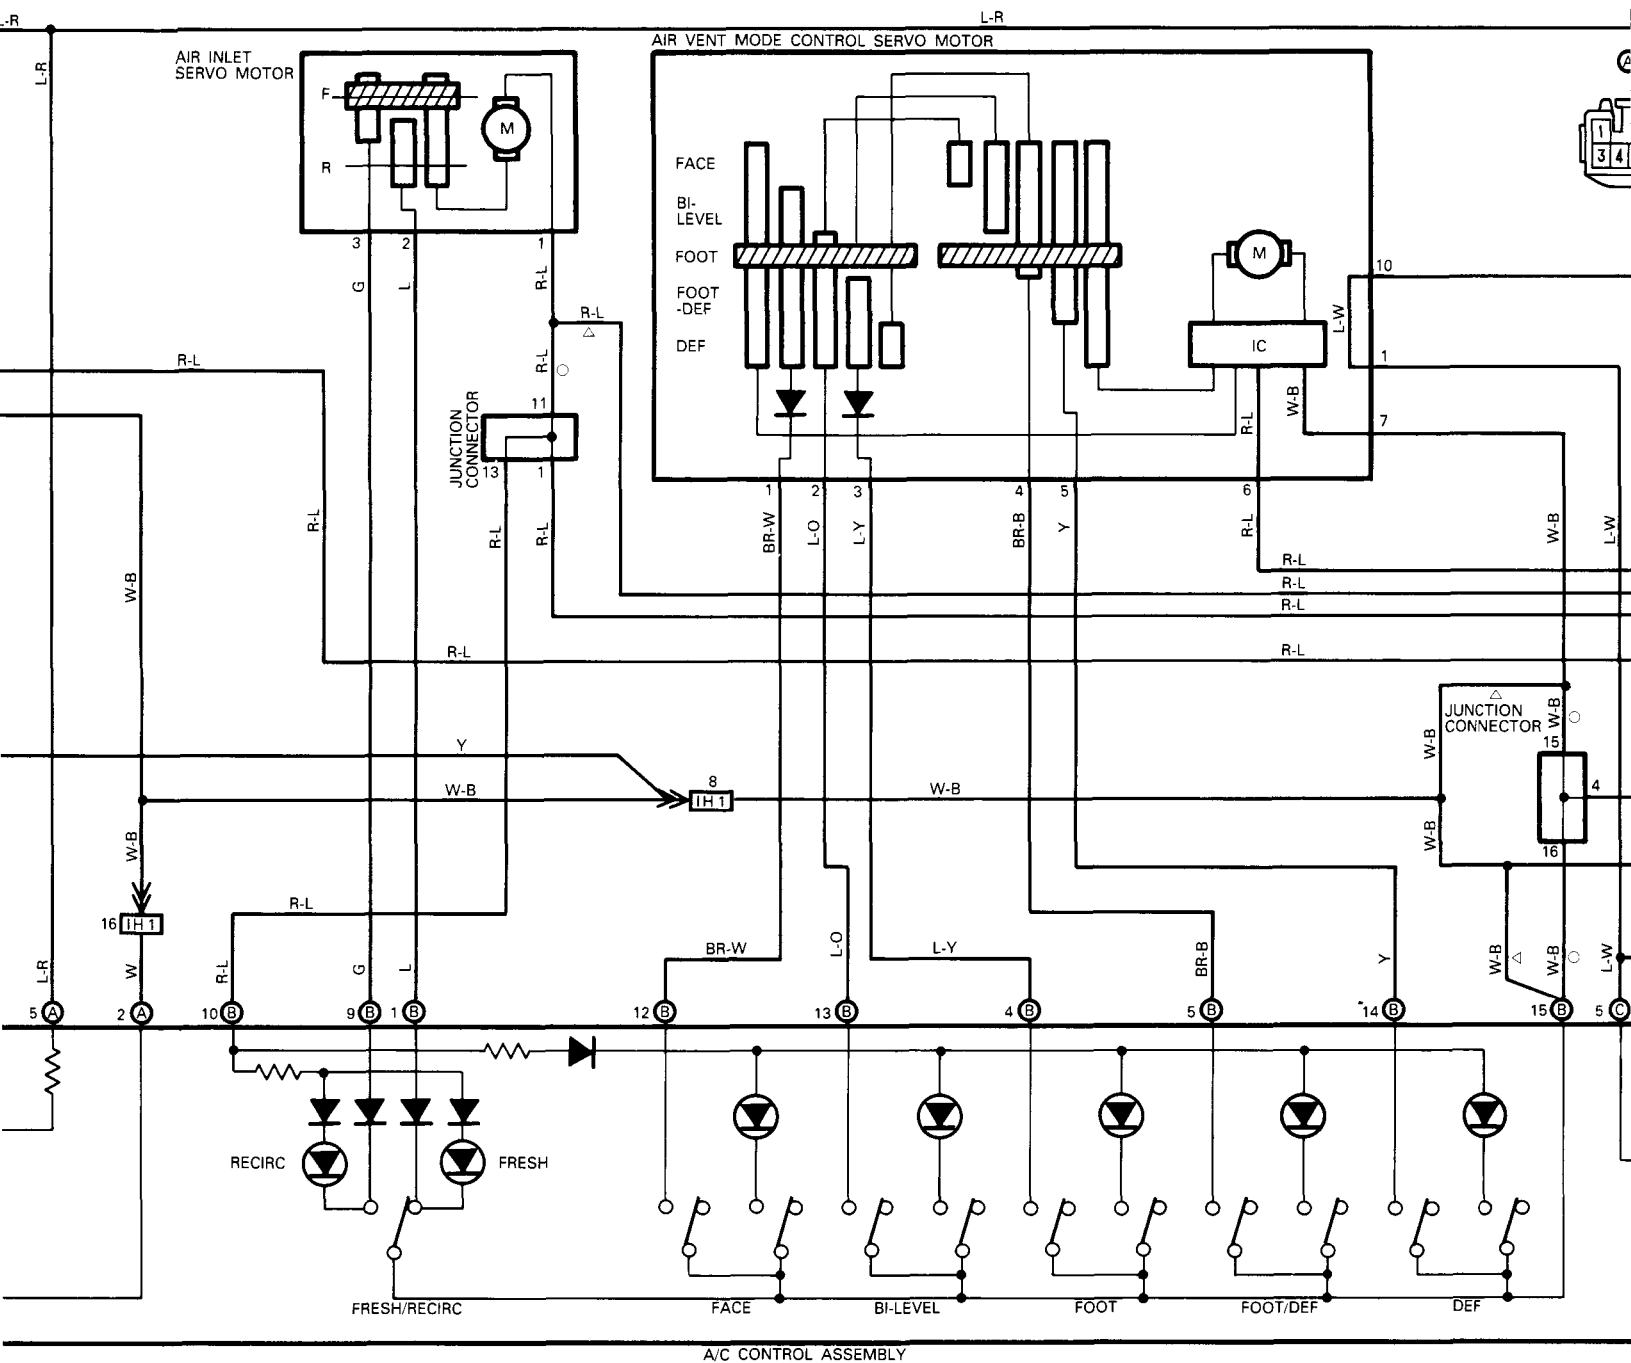 L-R
L-R
AIR INLET
SERVO MOTOR
AIR VENT MODE CONTROL SERVO MOTOR
L-R
F
R
M
3
2
1
G
L
R-L
R-L
R-L
FACE
BI-
LEVEL
FOOT
FOOT
-DEF
DEF
M
IC
R-L
W-B
10
L-W
1
7
1
3 4
A
R-L
R-L
JUNCTION
CONNECTOR
11
13
1
R-L
R-L
W-B
1
2
3
4
5
6
BR-W
L-O
L-Y
BR-B
Y
R-L
W-B
L-W
R-L
R-L
R-L
R-L
R-L
JUNCTION
CONNECTOR
W-B
W-B
W-B
15
4
16
Y
W-B
8
IH1
W-B
W-B
16 IH1
R-L
L-R
W
R-L
G
L
BR-W
L-O
L-Y
BR-B
Y
W-B
W-B
L-W
5 A
2 A
10 B
9 B
1 B
12 B
13 B
4 B
5 B
14 B
15 B
5 C
RECIRC
FRESH
FRESH/RECIRC
FACE
BI-LEVEL
FOOT
FOOT/DEF
DEF
A/C CONTROL ASSEMBLY